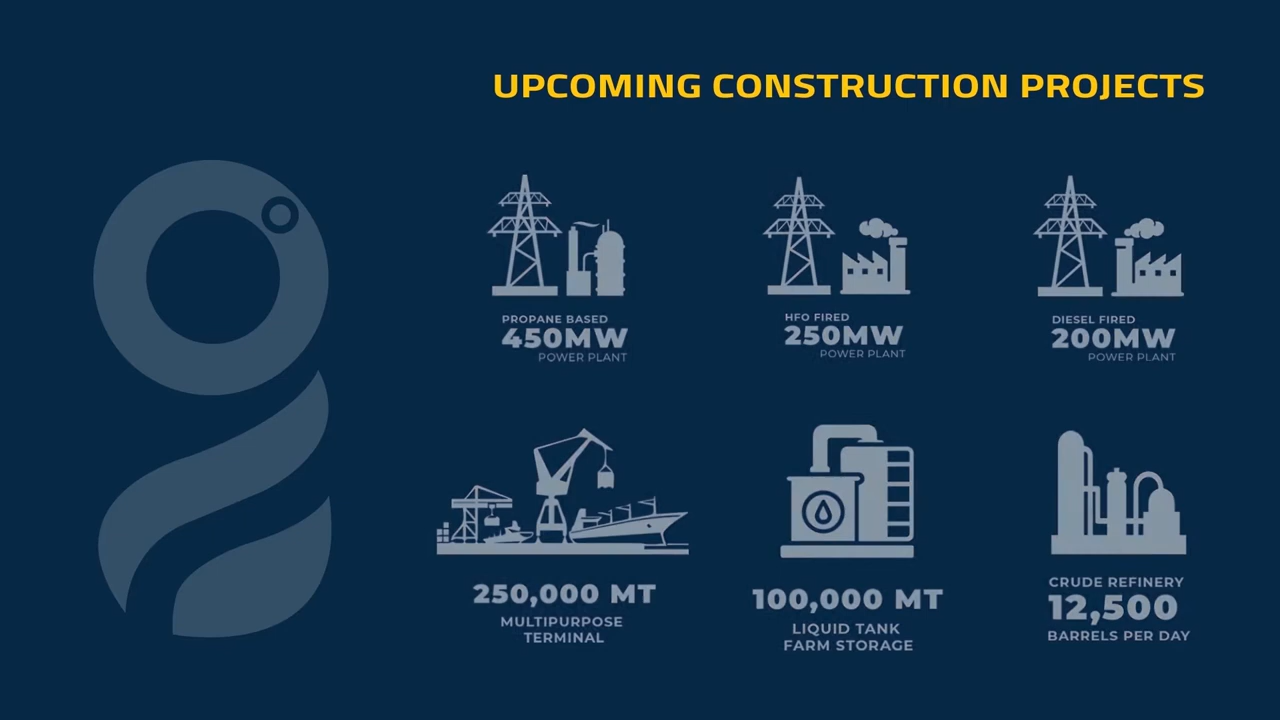 UPCOMING CONSTRUCTION PROJECTS
PROPANE BASED
450MW
POWER PLANT
HFO FIRED
250MW
POWER PLANT
DIESEL FIRED
200MW
POWER PLANT
250,000 MT
MULTIPURPOSE
TERMINAL
100,000 MT
LIQUID TANK
FARM STORAGE
CRUDE REFINERY
12,500
BARRELS PER DAY